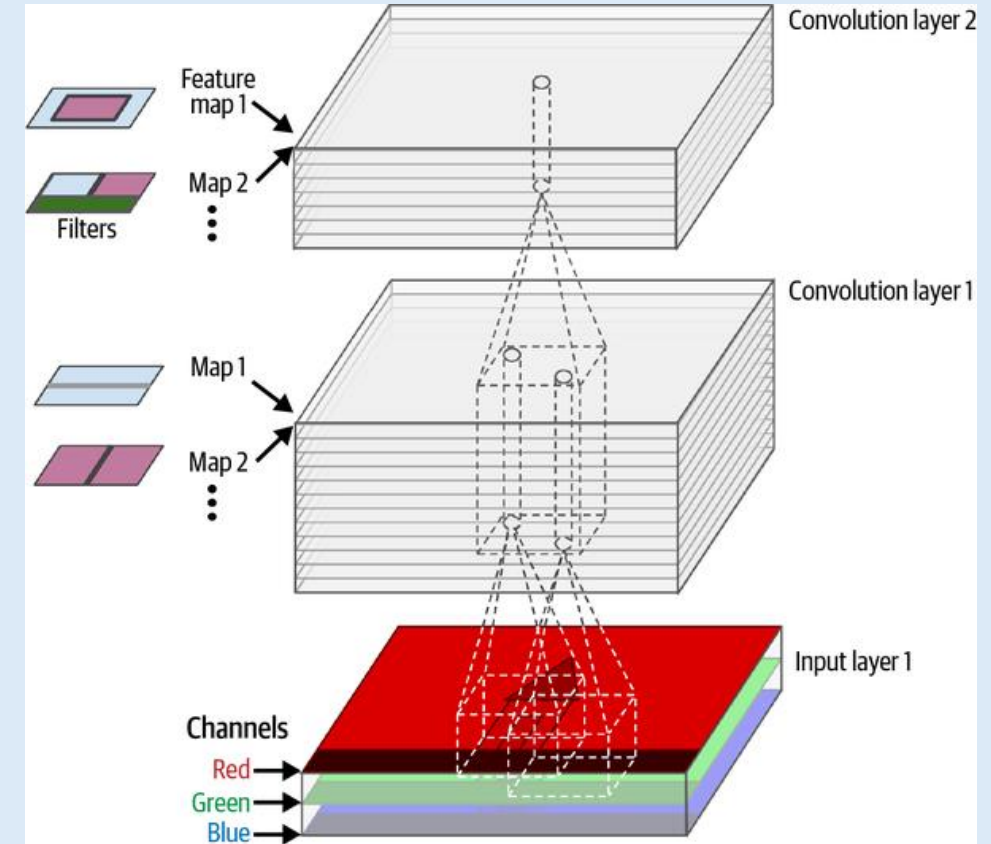 Convolution layer 2
Feature
map 1
Map 2
Filters
Convolution layer 1
Map 1
Map 2
Input layer 1
Channels
Red
Green
Blue